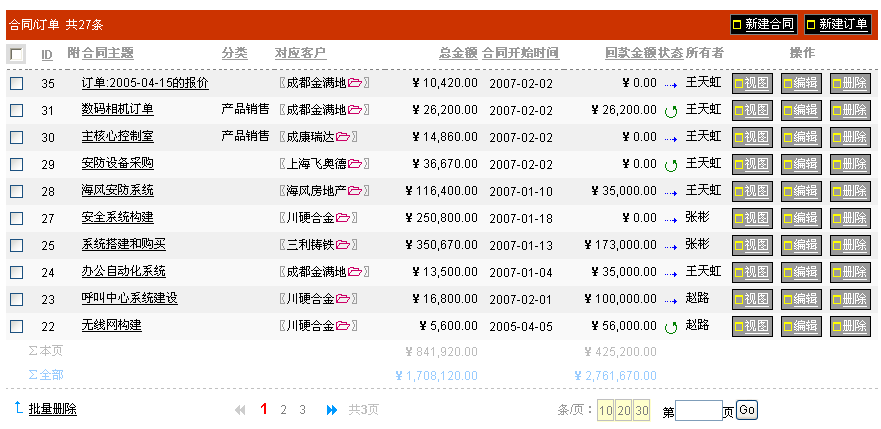 合同/订单 共27条 新建合同 新建订单
ID 附 合同主题 分类 对应客户 总金额 合同开始时间 回款金额 状态 所有者 操作
35 订单:2005-04-15的报价 〖成都金满地〗 ¥ 10,420.00 2007-02-02 ¥ 0.00 王天虹 视图 编辑 删除
31 数码相机订单 产品销售 〖成都金满地〗 ¥ 26,200.00 2007-02-02 ¥ 26,200.00 王天虹 视图 编辑 删除
30 主核心控制室 产品销售 〖成康瑞达〗 ¥ 14,860.00 2007-02-02 ¥ 0.00 王天虹 视图 编辑 删除
29 安防设备采购 〖上海飞奥德〗 ¥ 36,670.00 2007-02-02 ¥ 0.00 王天虹 视图 编辑 删除
28 海风安防系统 〖海风房地产〗 ¥ 116,400.00 2007-01-10 ¥ 35,000.00 王天虹 视图 编辑 删除
27 安全系统构建 〖川硬合金〗 ¥ 250,800.00 2007-01-18 ¥ 0.00 张彬 视图 编辑 删除
25 系统搭建和购买 〖三利铸铁〗 ¥ 350,670.00 2007-01-13 ¥ 173,000.00 张彬 视图 编辑 删除
24 办公自动化系统 〖成都金满地〗 ¥ 13,500.00 2007-01-04 ¥ 35,000.00 王天虹 视图 编辑 删除
23 呼叫中心系统建设 〖川硬合金〗 ¥ 16,800.00 2007-02-01 ¥ 100,000.00 赵路 视图 编辑 删除
22 无线网构建 〖川硬合金〗 ¥ 5,600.00 2005-04-05 ¥ 56,000.00 赵路 视图 编辑 删除
∑本页 ¥ 841,920.00 ¥ 425,200.00
∑全部 ¥ 1,708,120.00 ¥ 2,761,670.00
批量删除 1 2 3 共3页 条/页: 10 20 30 第 页 Go